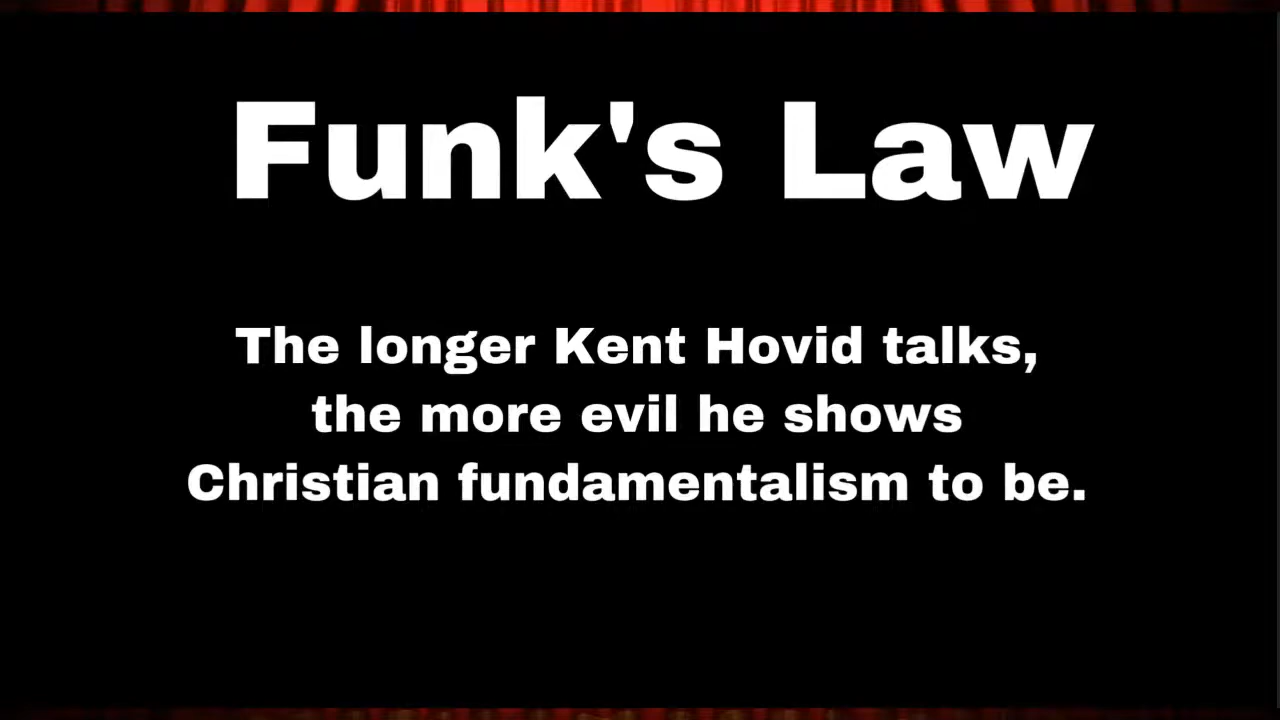 Funk's Law
The longer Kent Hovid talks,
the more evil he shows
Christian fundamentalism to be.